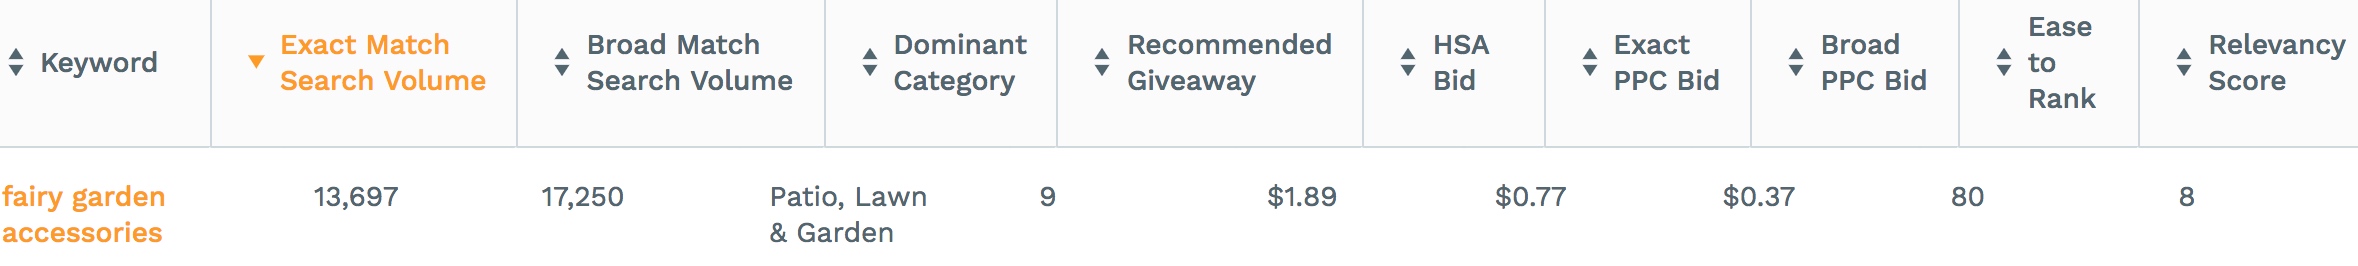 Keyword
Exact Match
Search Volume
Broad Match
Search Volume
Dominant
Category
Recommended
Giveaway
HSA
Bid
Exact
PPC Bid
Broad
PPC Bid
Ease
to
Rank
Relevancy
Score
fairy garden
accessories
13,697
17,250
Patio, Lawn
& Garden
9
$1.89
$0.77
$0.37
80
8